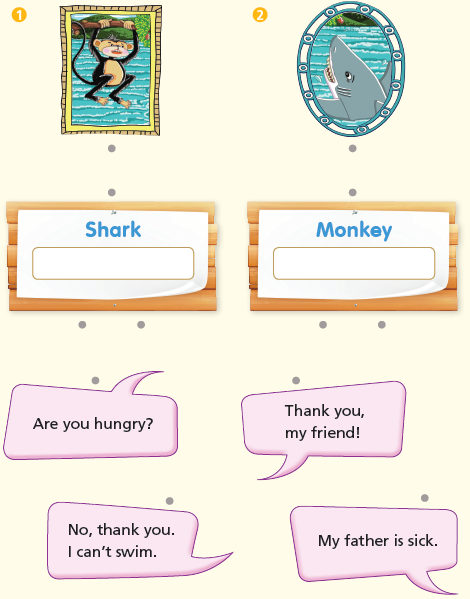 1
2
Shark
Monkey
Are you hungry?
Thank you,
my friend!
No, thank you.
I can't swim.
My father is sick.